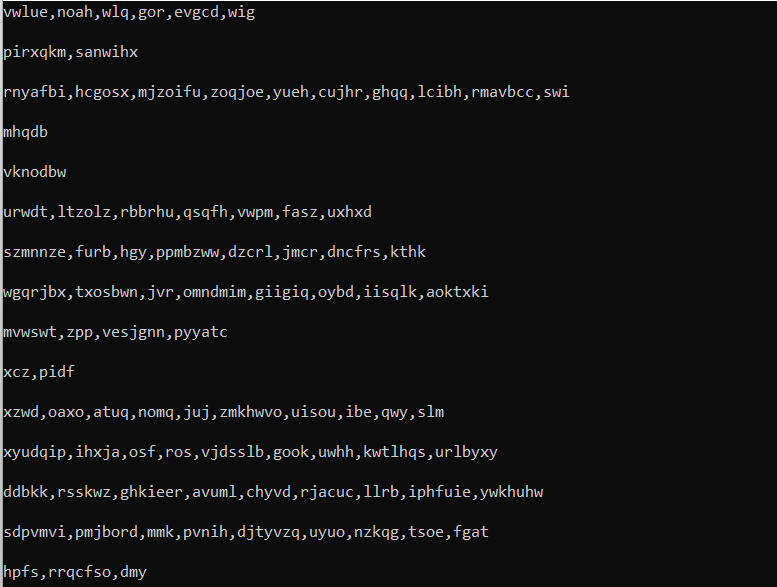 vwlue,noah,wlq,gor,evgcd,wig
pirxqkm,sanwihx
rnyafbi,hcgosx,mjzoifu,zoqjoe,yueh,cujhr,ghqq,lcibh,rmavbcc,swi
mhqdb
vknodbw
urwdt,ltzolz,rbbrhu,qsqfh,vwpm,fasz,uxhxd
szmnnze,furb,hgy,ppmbzww,dzcrl,jmcr,dncfrs,kthk
wgqrjbx,txosbwn,jvr,omndmim,giigiq,oybd,iisqlk,aoktxki
mvwswt,zpp,vesjgnn,pyyatc
xcz,pidf
xzwd,oaxo,atuq,nomq,juj,zmkhwvo,uisou,ibe,qwy,slm
xyudqip,ihxja,osf,ros,vjdsslb,gook,uwhh,kwtlhqs,urlbyxy
ddbkk,rsskwz,ghkieer,avuml,chyvd,rjacuc,llrb,iphfuie,ywkhuhw
sdpvmvi,pmjbord,mmk,pvnih,djtyvzq,uyuo,nzkqg,tsoe,fgat
hpfs,rrqcfso,dmy